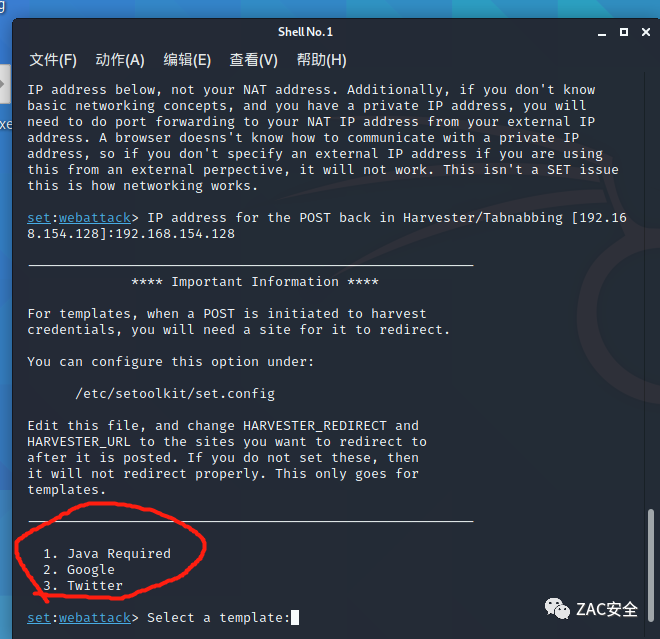 g
Shell No. 1
文件(F) 动作(A) 编辑(E) 查看(V) 帮助(H)
xe
IP address below, not your NAT address. Additionally, if you don't know
basic networking concepts, and you have a private IP address, you will
need to do port forwarding to your NAT IP address from your external IP
address. A browser doesns't know how to communicate with a private IP
address, so if you don't specify an external IP address if you are using
this from an external perpective, it will not work. This isn't a SET issue
this is how networking works.
set:webattack> IP address for the POST back in Harvester/Tabnabbing [192.16
8.154.128]:192.168.154.128
**** Important Information ****
For templates, when a POST is initiated to harvest
credentials, you will need a site for it to redirect.
You can configure this option under:
/etc/setoolkit/set.config
Edit this file, and change HARVESTER_REDIRECT and
HARVESTER_URL to the sites you want to redirect to
after it is posted. If you do not set these, then
it will not redirect properly. This only goes for
templates.
1. Java Required
2. Google
3. Twitter
set:webattack> Select a template:
ZAC安全